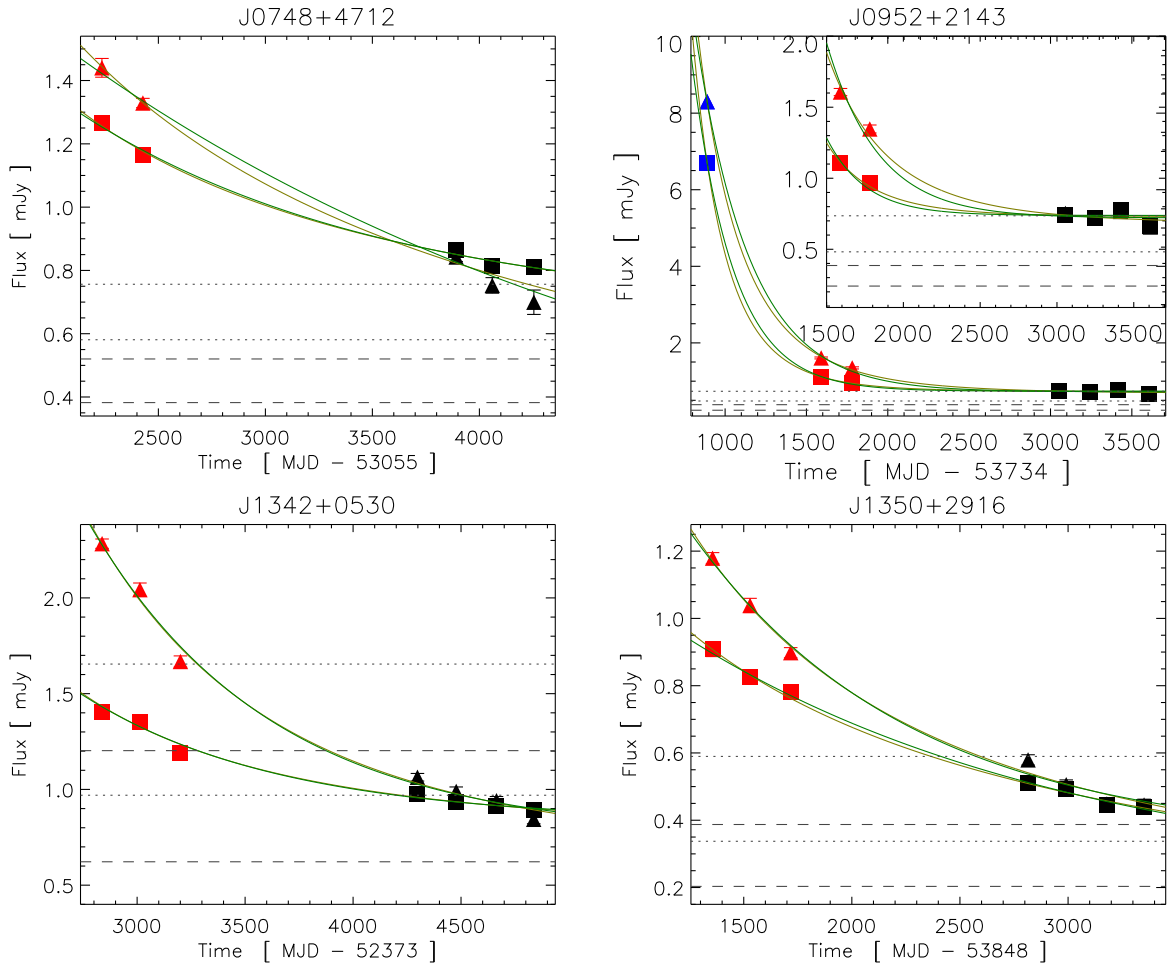 J0748+4712
1.4
1.2
1.0
0.8
0.6
0.4
Flux [ mJy ]
2500 3000 3500 4000
Time [ MJD - 53055 ]
J0952+2143
10
8
6
4
2
Flux [ mJy ]
2.0
1.5
1.0
0.5
1500 2000 2500 3000 3500
1000 1500 2000 2500 3000 3500
Time [ MJD - 53734 ]
J1342+0530
2.0
1.5
1.0
0.5
Flux [ mJy ]
3000 3500 4000 4500
Time [ MJD - 52373 ]
J1350+2916
1.2
1.0
0.8
0.6
0.4
0.2
Flux [ mJy ]
1500 2000 2500 3000
Time [ MJD - 53848 ]